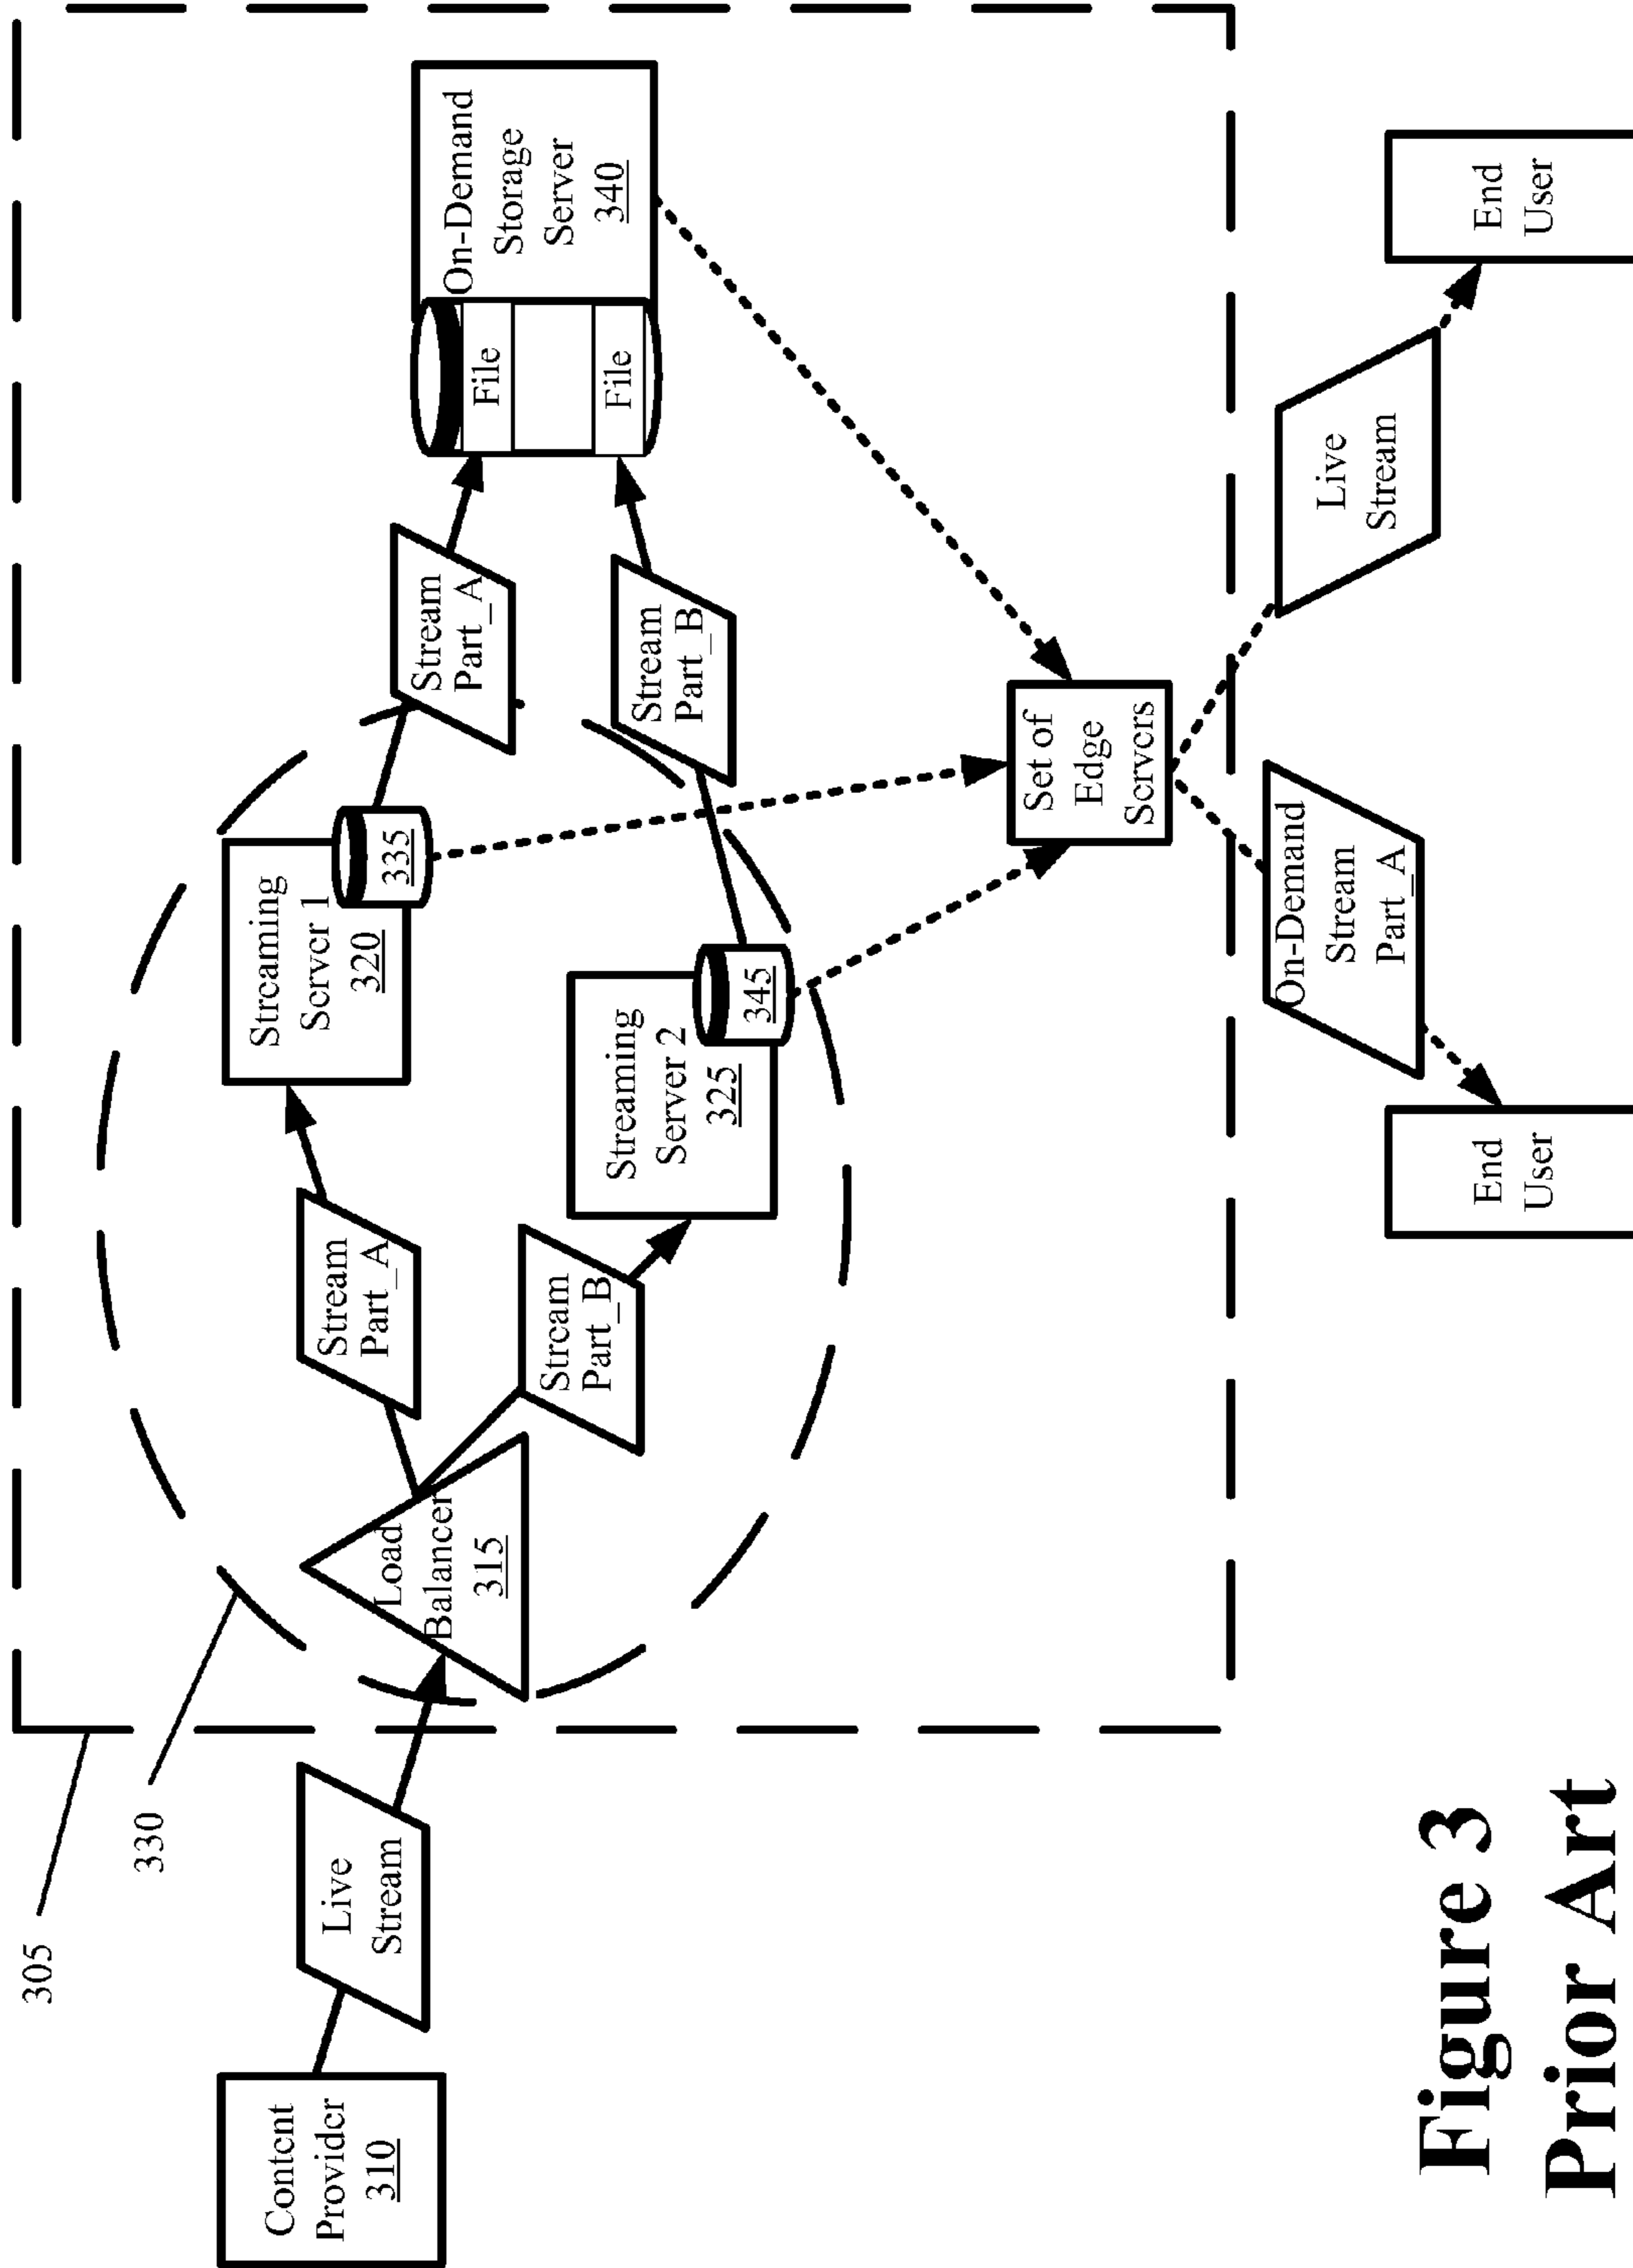 305
330
Content
Provider
310
Live
Stream
Load
Balancer
315
Stream
Part_A
Stream
Part_B
Streaming
Server 1
320
335
Streaming
Server 2
325
345
Stream
Part_A
Stream
Part_B
File
File
On-Demand
Storage
Server
340
Set of
Edge
Servers
On-Demand
Stream
Part_A
Live
Stream
End
User
End
User
Figure 3
Prior Art